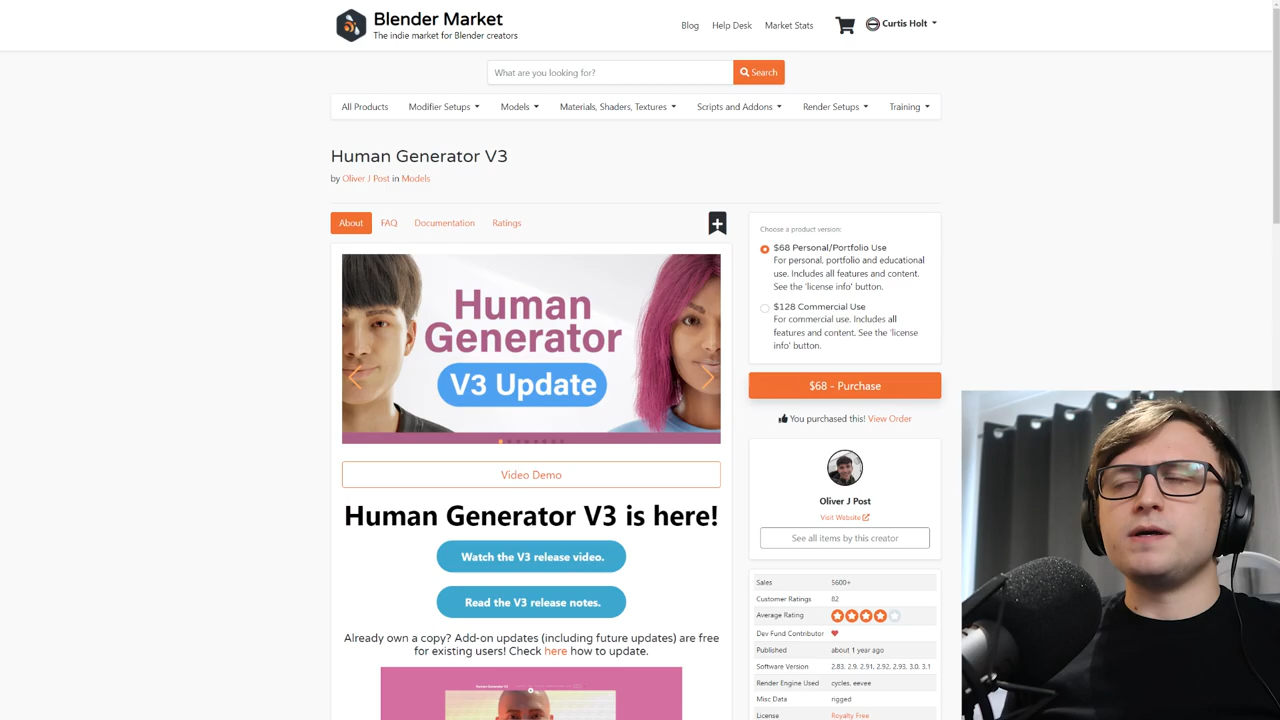 Blender Market
The indie market for Blender creators
Blog
Help Desk
Market Stats
Curtis Holt
What are you looking for?
Search
All Products
Modifier Setups
Models
Materials, Shaders, Textures
Scripts and Addons
Render Setups
Training
Human Generator V3
by Oliver J Post in Models
About
FAQ
Documentation
Ratings
Human
Generator
V3 Update
Video Demo
Human Generator V3 is here!
Watch the V3 release video.
Read the V3 release notes.
Already own a copy? Add-on updates (including future updates) are free
for existing users! Check here how to update.
Human Generator V3
Choose a product version:
$68 Personal/Portfolio Use
For personal, portfolio and educational
use. Includes all features and content.
See the 'license info' button.
$128 Commercial Use
For commercial use. Includes all
features and content. See the 'license
info' button.
$68 - Purchase
You purchased this! View Order
Oliver J Post
Visit Website
See all items by this creator
Sales 5600+
Customer Ratings 82
Average Rating
Dev Fund Contributor
Published about 1 year ago
Software Version 2.83, 2.9, 2.91, 2.92, 2.93, 3.0, 3.1
Render Engine Used cycles, eevee
Misc Data rigged
License Royalty Free